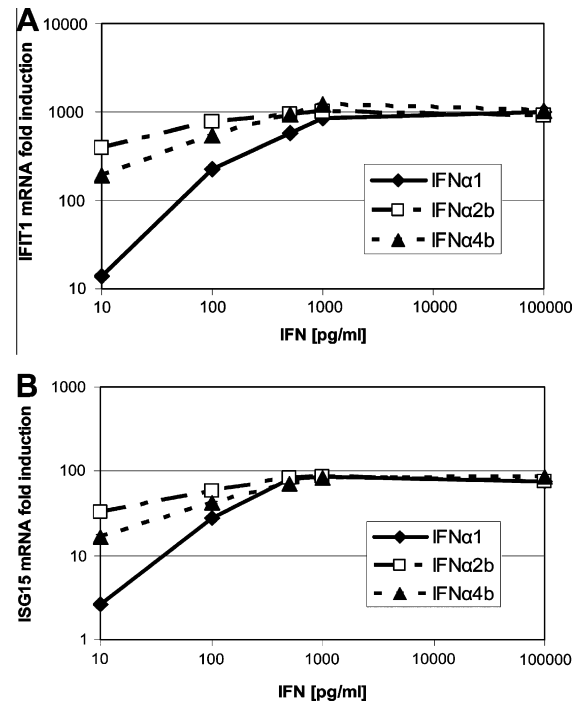 A
IFIT1 mRNA fold induction
10000
1000
100
10
10 100 1000 10000 100000
IFN [pg/ml]
IFNα1
IFNα2b
IFNα4b
B
ISG15 mRNA fold induction
1000
100
10
1
10 100 1000 10000 100000
IFN [pg/ml]
IFNα1
IFNα2b
IFNα4b